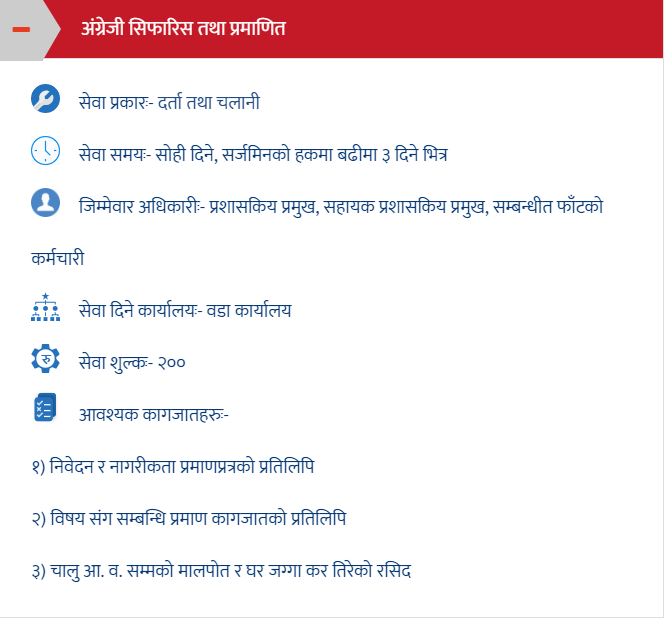 अंग्रेजी सिफारिस तथा प्रमाणित
सेवा प्रकारः- दर्ता तथा चलानी
सेवा समयः- सोही दिने, सर्जमिनको हकमा बढीमा ३ दिने भित्र
जिम्मेवार अधिकारीः- प्रशासकिय प्रमुख, सहायक प्रशासकिय प्रमुख, सम्बन्धीत फाँटको
कर्मचारी
सेवा दिने कार्यालयः- वडा कार्यालय
रु
सेवा शुल्कः- २००
आवश्यक कागजातहरुः-
१) निवेदन र नागरीकता प्रमाणप्रत्रको प्रतिलिपि
२) विषय संग सम्बन्धि प्रमाण कागजातको प्रतिलिपि
३) चालु आ. व. सम्मको मालपोत र घर जग्गा कर तिरेको रसिद